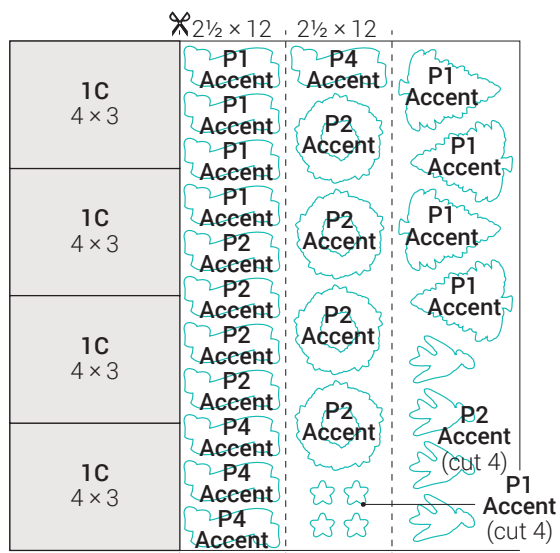 2½ × 12
2½ × 12
1C
4 × 3
1C
4 × 3
1C
4 × 3
1C
4 × 3
P1
Accent
P1
Accent
P1
Accent
P1
Accent
P2
Accent
P2
Accent
P2
Accent
P2
Accent
P4
Accent
P4
Accent
P4
Accent
P4
Accent
P2
Accent
P2
Accent
P2
Accent
P2
Accent
P1
Accent
P1
Accent
P1
Accent
P1
Accent
P2
Accent
(cut 4)
P1
Accent
(cut 4)